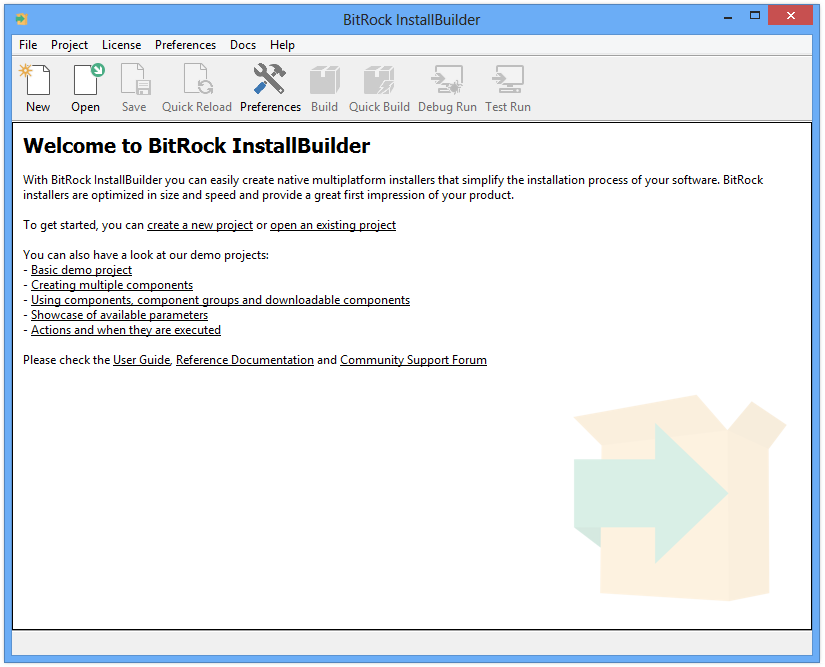 BitRock InstallBuilder
File Project License Preferences Docs Help
New Open Save Quick Reload Preferences Build Quick Build Debug Run Test Run
Welcome to BitRock InstallBuilder
With BitRock InstallBuilder you can easily create native multiplatform installers that simplify the installation process of your software. BitRock
installers are optimized in size and speed and provide a great first impression of your product.
To get started, you can create a new project or open an existing project
You can also have a look at our demo projects:
- Basic demo project
- Creating multiple components
- Using components, component groups and downloadable components
- Showcase of available parameters
- Actions and when they are executed
Please check the User Guide, Reference Documentation and Community Support Forum